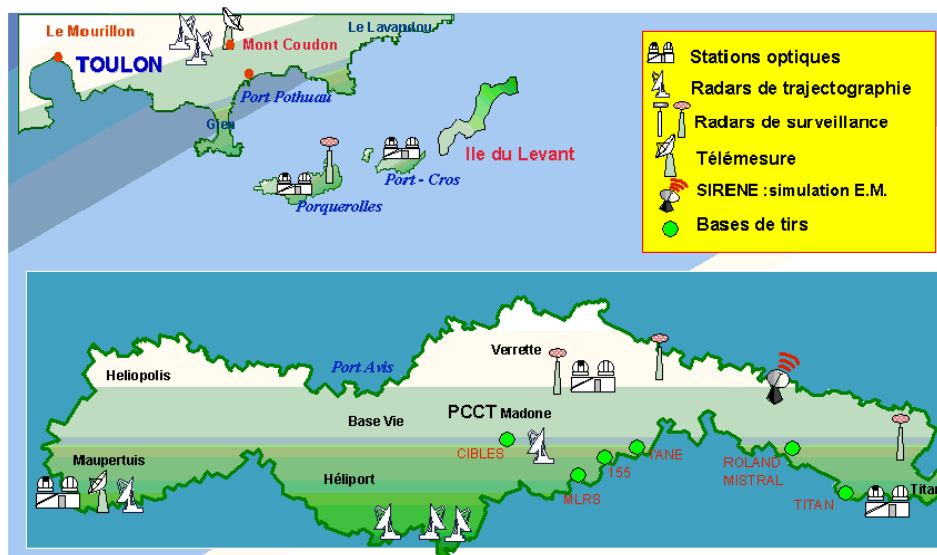 Le Mourillon
TOULON
Mont Coudon
Le Lavandou
Port Pothuau
Gien
Ile du Levant
Port - Cros
Porquerolles
Stations optiques
Radars de trajectographie
Radars de surveillance
Télémesure
SIRENE : simulation E.M.
Bases de tirs
Verrette
Port Avis
Heliopolis
PCCT Madone
Base Vie
CIBLES
Maupertuis
Héliport
MLRS
155
ROLAND
MISTRAL
TITAN
Titan